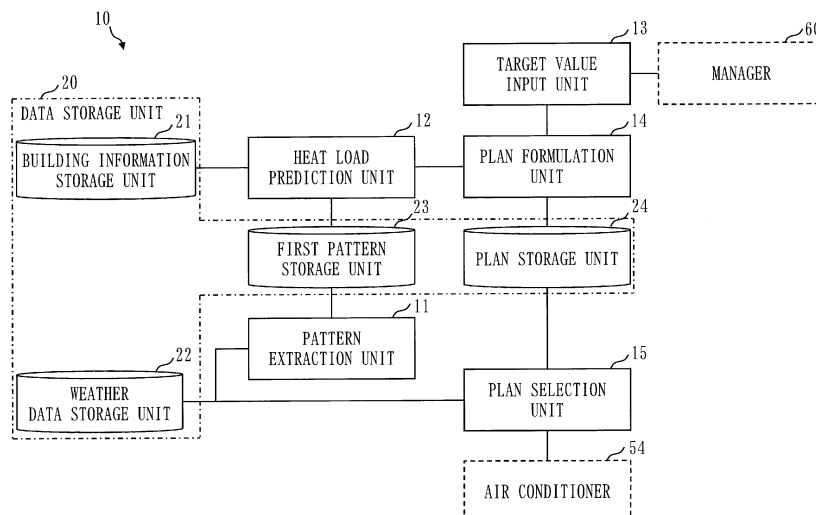 10
13
60
TARGET VALUE
INPUT UNIT
MANAGER
20
DATA STORAGE UNIT
21
BUILDING INFORMATION
STORAGE UNIT
12
HEAT LOAD
PREDICTION UNIT
14
PLAN FORMULATION
UNIT
23
FIRST PATTERN
STORAGE UNIT
24
PLAN STORAGE UNIT
11
PATTERN
EXTRACTION UNIT
22
WEATHER
DATA STORAGE UNIT
15
PLAN SELECTION
UNIT
54
AIR CONDITIONER